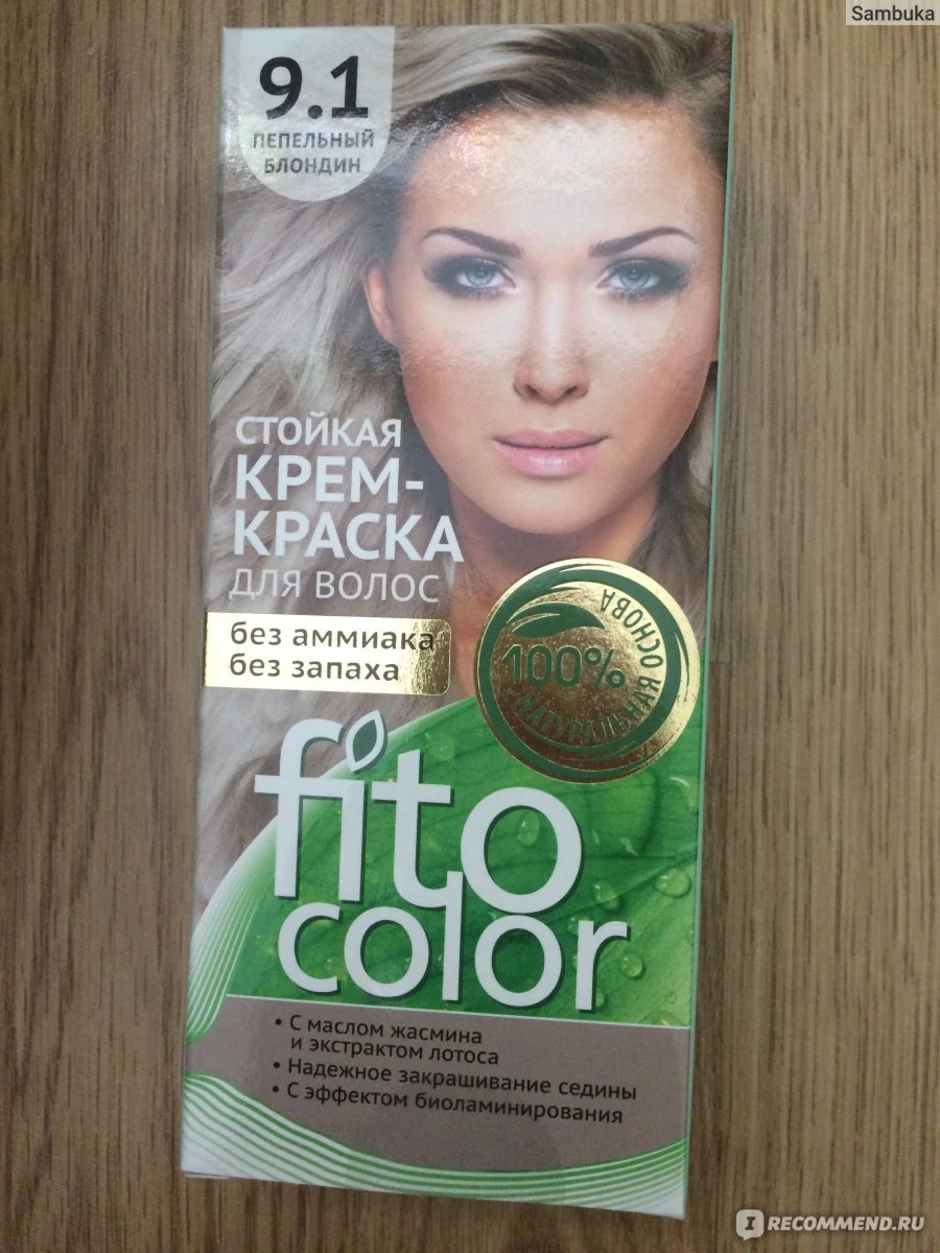 Sambuka
9.1
ПЕПЕЛЬНЫЙ
БЛОНДИН
СТОЙКАЯ
КРЕМ-
КРАСКА
ДЛЯ ВОЛОС
без аммиака
без запаха
100%
НАТУРАЛЬНАЯ ОСНОВА
fito
color
• С маслом жасмина
и экстрактом лотоса
• Надежное закрашивание седины
• С эффектом биоламинирования
IRECOMMEND.RU